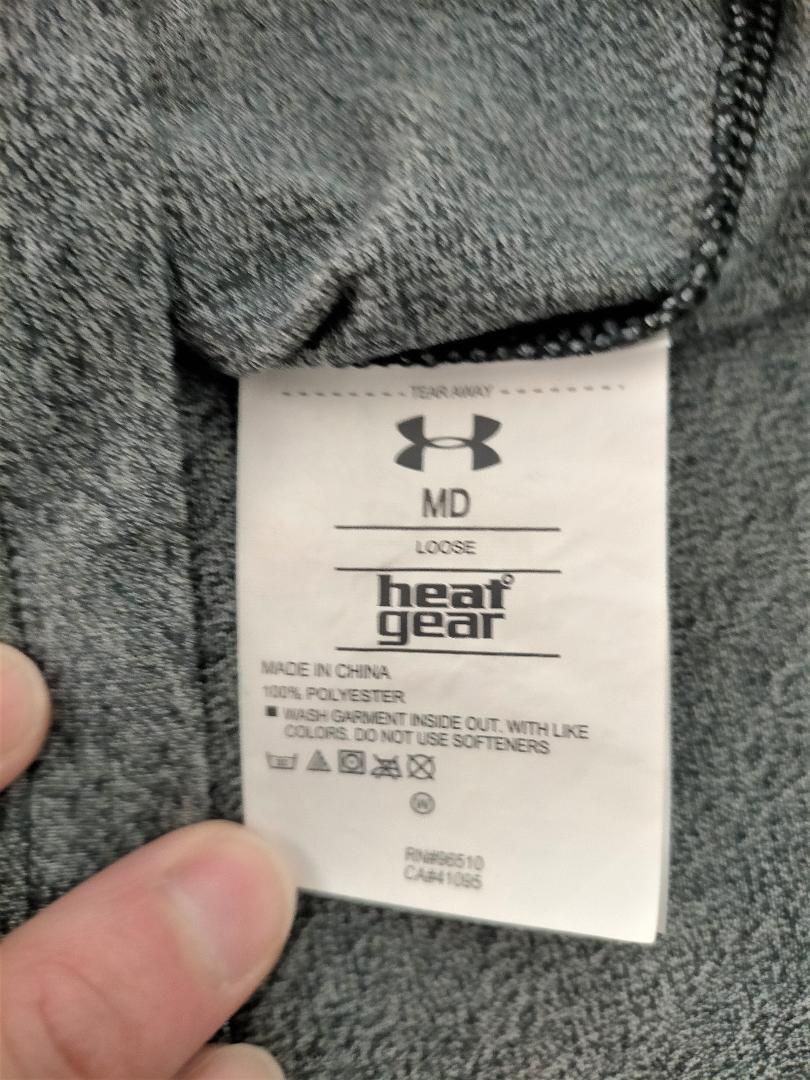 TEAR AWAY
MD
LOOSE
heat
gear
MADE IN CHINA
100% POLYESTER
WASH GARMENT INSIDE OUT. WITH LIKE
COLORS. DO NOT USE SOFTENERS
W
RN#96510
CA#41095